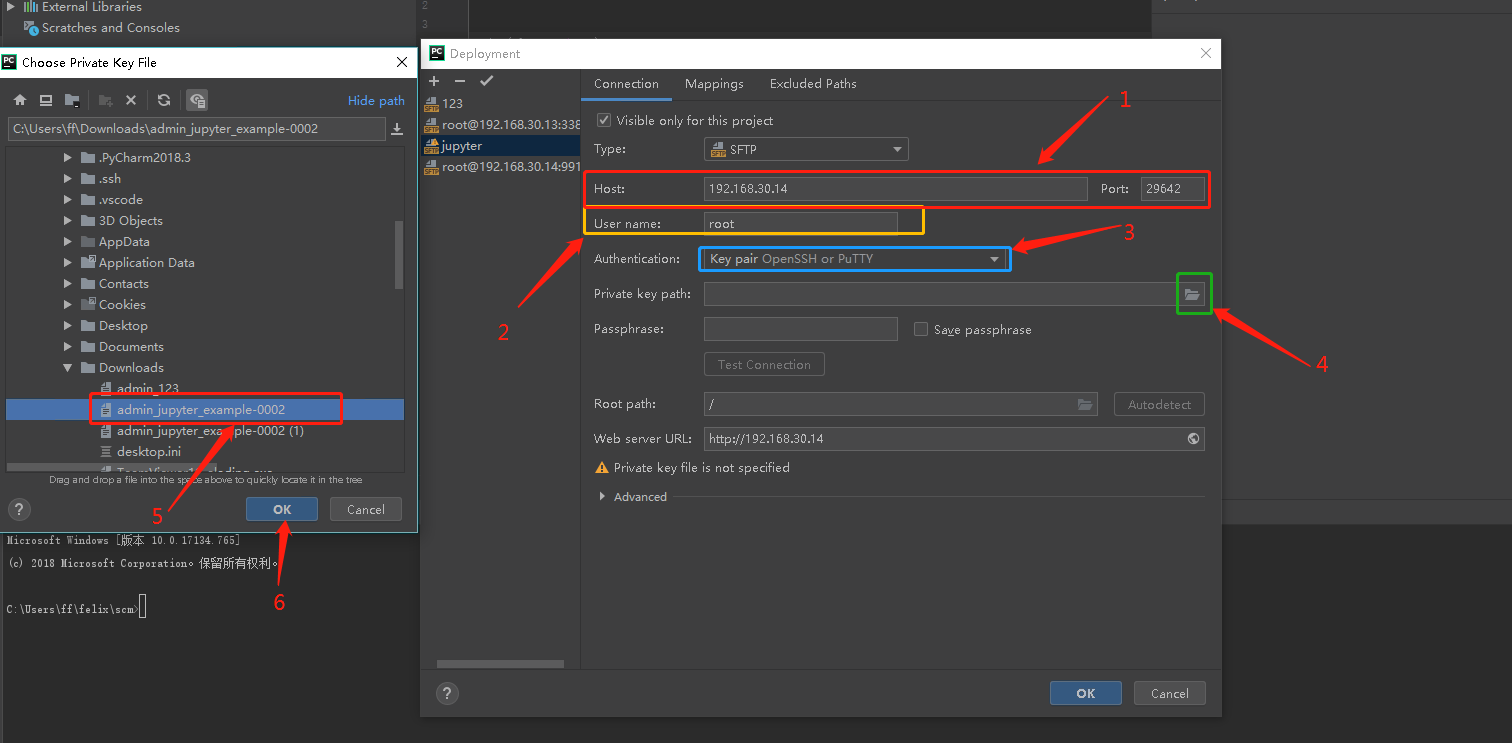 External Libraries
Scratches and Consoles
2
3
Choose Private Key File
Hide path
C:\Users\ff\Downloads\admin_jupyter_example-0002
.PyCharm2018.3
.ssh
.vscode
3D Objects
AppData
Application Data
Contacts
Cookies
Desktop
Documents
Downloads
admin_123
admin_jupyter_example-0002
admin_jupyter_example-0002 (1)
desktop.ini
Drag and drop a file into the space above to quickly locate it in the tree
5
? OK Cancel
6
Microsoft Windows [版本 10.0.17134.765]
(c) 2018 Microsoft Corporation。保留所有权利。
C:\Users\ff\felix\scm>
PC Deployment
123
root@192.168.30.13:338
jupyter
root@192.168.30.14:991
Connection Mappings Excluded Paths
1
Visible only for this project
Type: SFTP
Host: 192.168.30.14 Port: 29642
User name: root
2
3
Authentication: Key pair OpenSSH or PuTTY
Private key path:
4
Passphrase: Save passphrase
Test Connection
Root path: / Autodetect
Web server URL: http://192.168.30.14
Private key file is not specified
Advanced
? OK Cancel